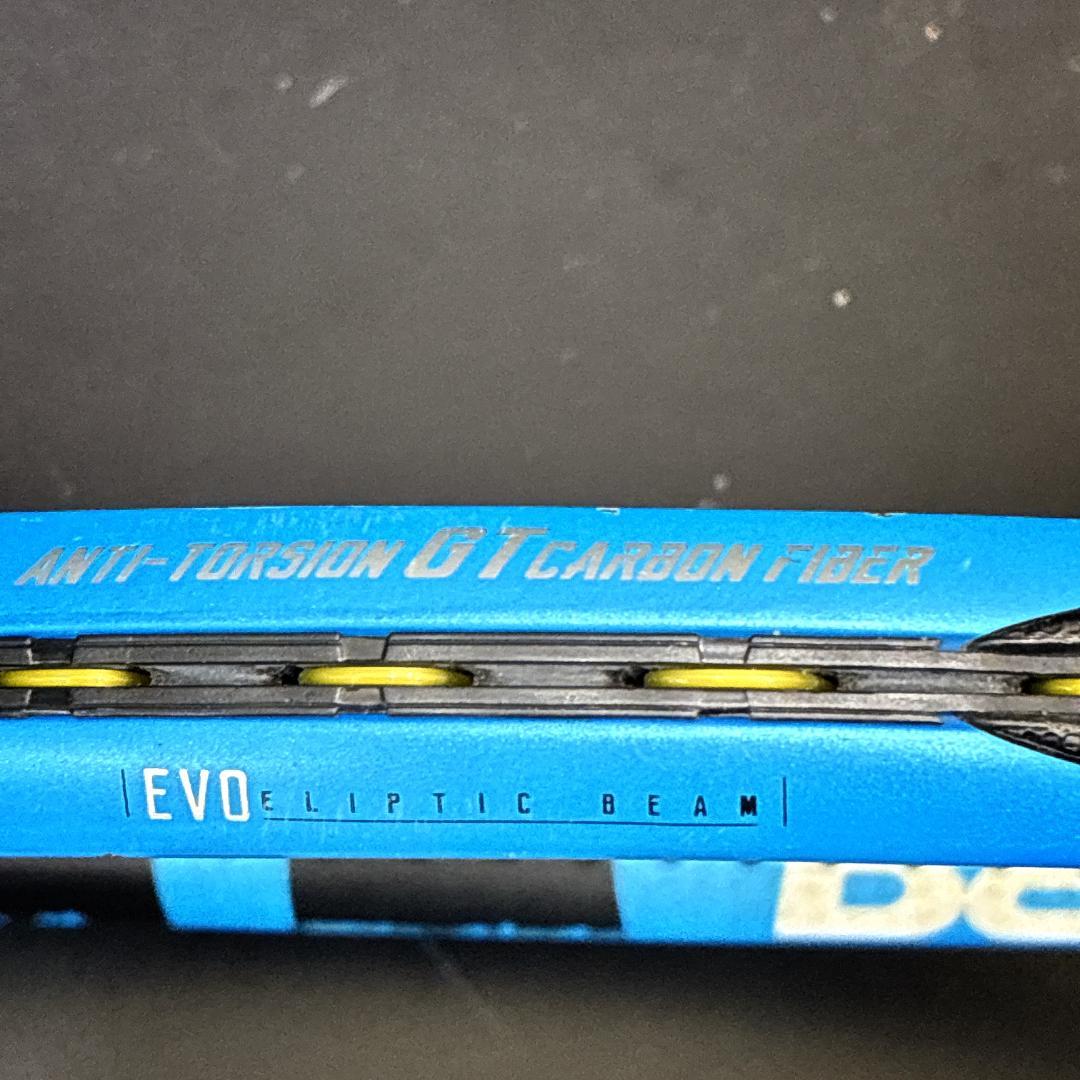 ANTI-TORSION GT CARBON FIBER
EVO ELIPTIC BEAM